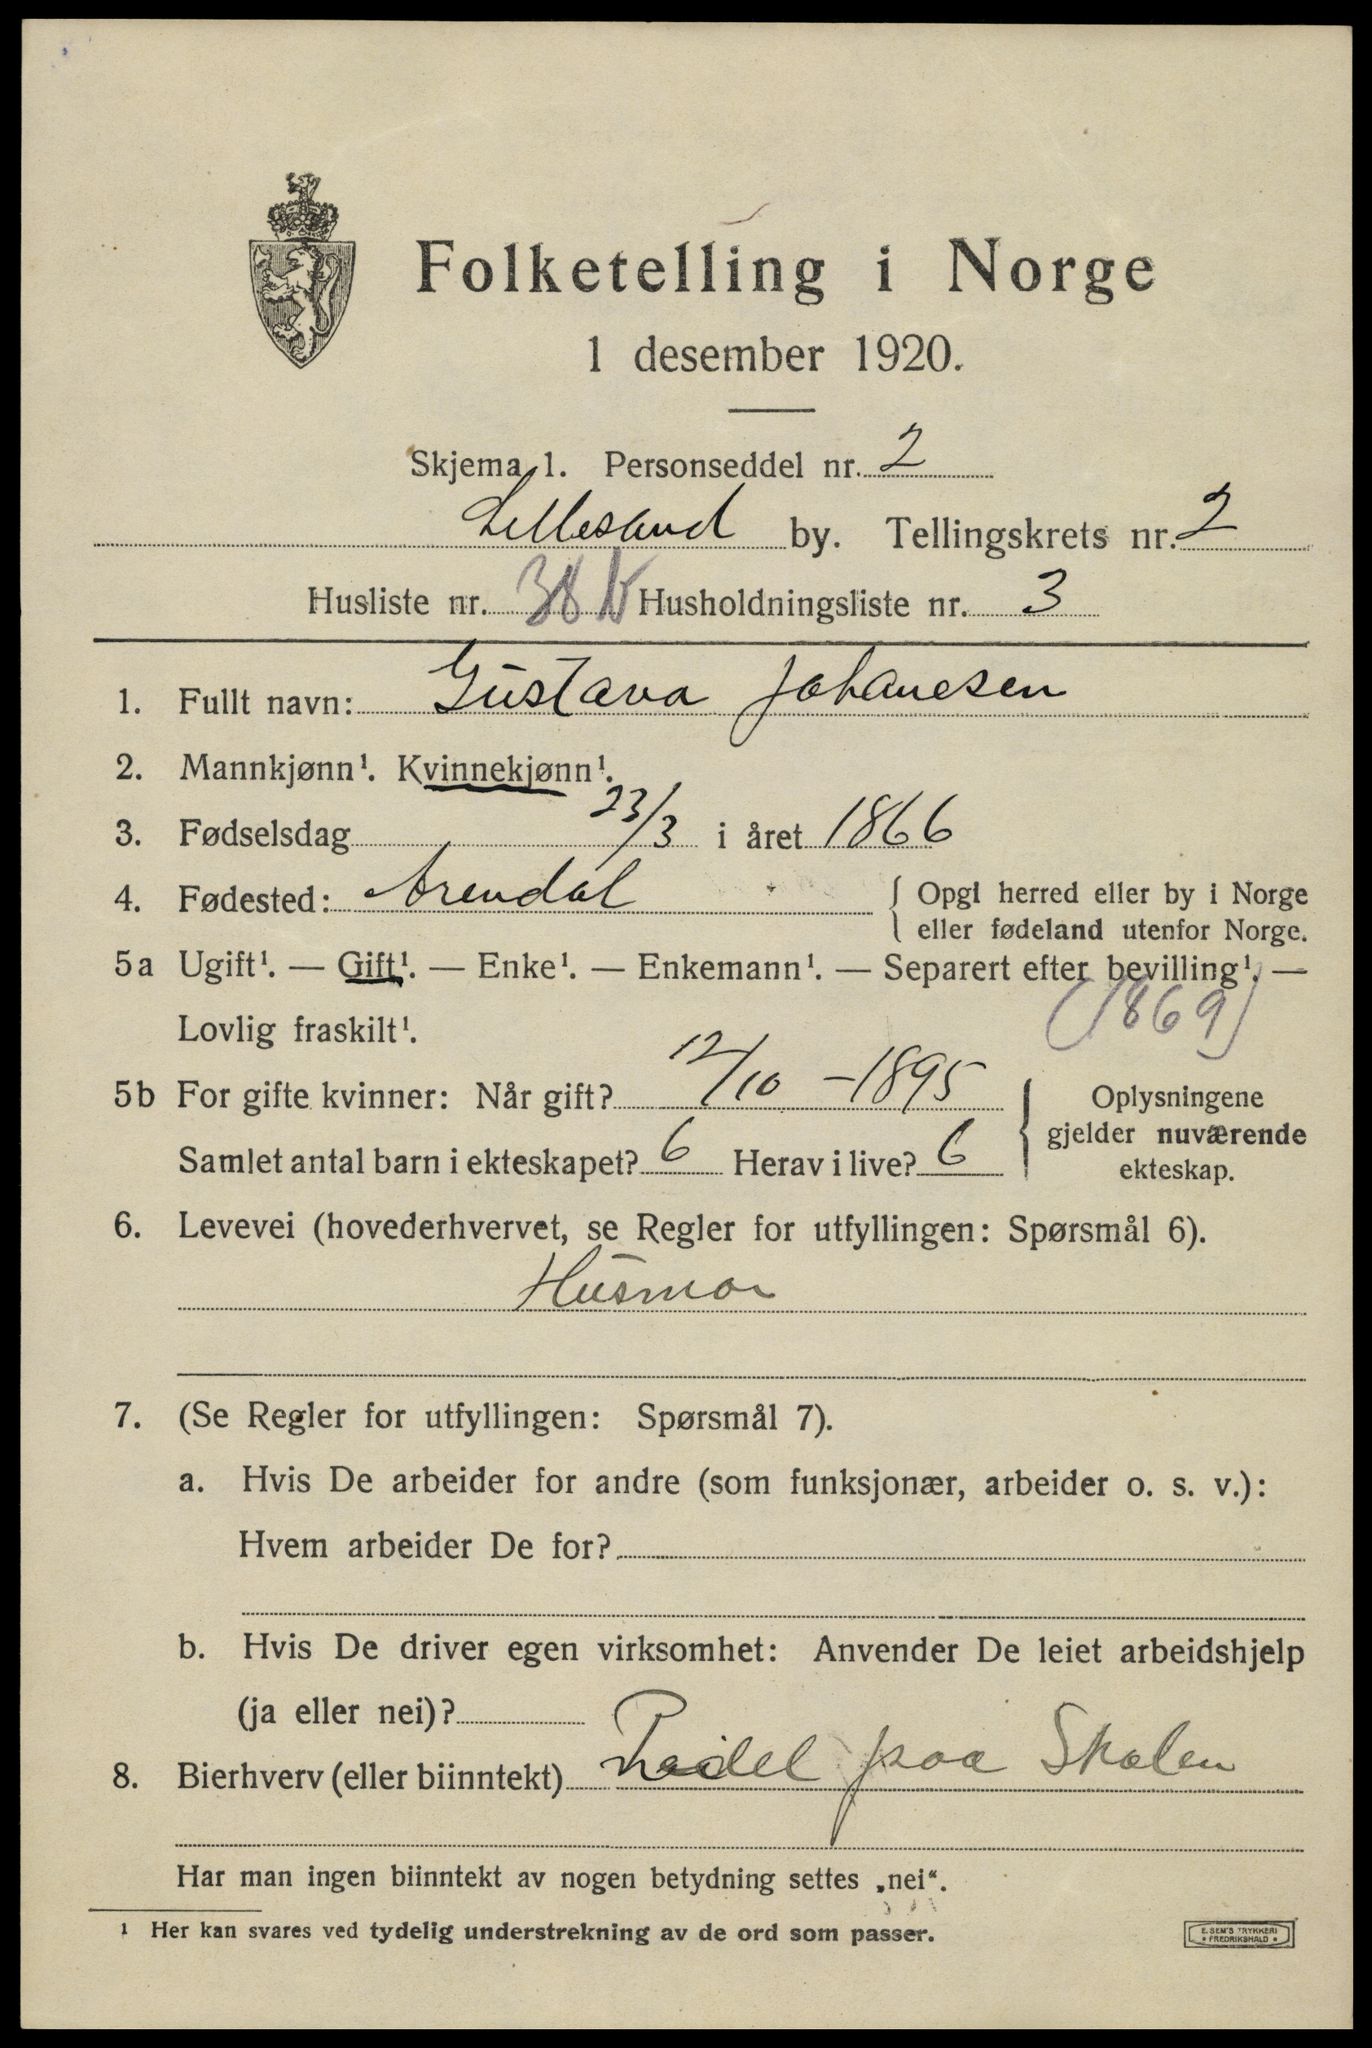 Folketelling i Norge
1 desember 1920.
Skjema 1. Personseddel nr. 2
Lillesand by. Tellingskrets nr. 2
Husliste nr. 38 b Husholdningsliste nr. 3
1. Fullt navn: Gustava Johanesen
2. Mannkjønn¹. Kvinnekjønn¹.
3. Fødselsdag 23/3 i året 1866
4. Fødested: Arendal { Opgi herred eller by i Norge
eller fødeland utenfor Norge.
5a Ugift¹. — Gift¹. — Enke¹. — Enkemann¹. — Separert efter bevilling¹. —
Lovlig fraskilt¹. (1869)
5b For gifte kvinner: Når gift? 12/10 – 1895
Samlet antal barn i ekteskapet? 6 Herav i live? 6
Oplysningene
gjelder nuværende
ekteskap.
6. Levevei (hovederhvervet, se Regler for utfyllingen: Spørsmål 6).
Husmor
7. (Se Regler for utfyllingen: Spørsmål 7).
a. Hvis De arbeider for andre (som funksjonær, arbeider o. s. v.):
Hvem arbeider De for?
b. Hvis De driver egen virksomhet: Anvender De leiet arbeidshjelp
(ja eller nei)?
8. Bierhverv (eller biinntekt) Pedel paa Skolen
Har man ingen biinntekt av nogen betydning settes „nei“.
¹ Her kan svares ved tydelig understrekning av de ord som passer.
E. SEM'S TRYKKERI
FREDRIKSHALD